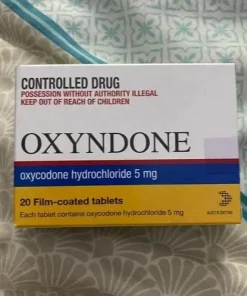 CONTROLLED DRUG
POSSESSION WITHOUT AUTHORITY ILLEGAL
KEEP OUT OF REACH OF CHILDREN
OXYNDONE
oxycodone hydrochloride 5 mg
20 Film-coated tablets
Each tablet contains oxycodone hydrochloride 5 mg